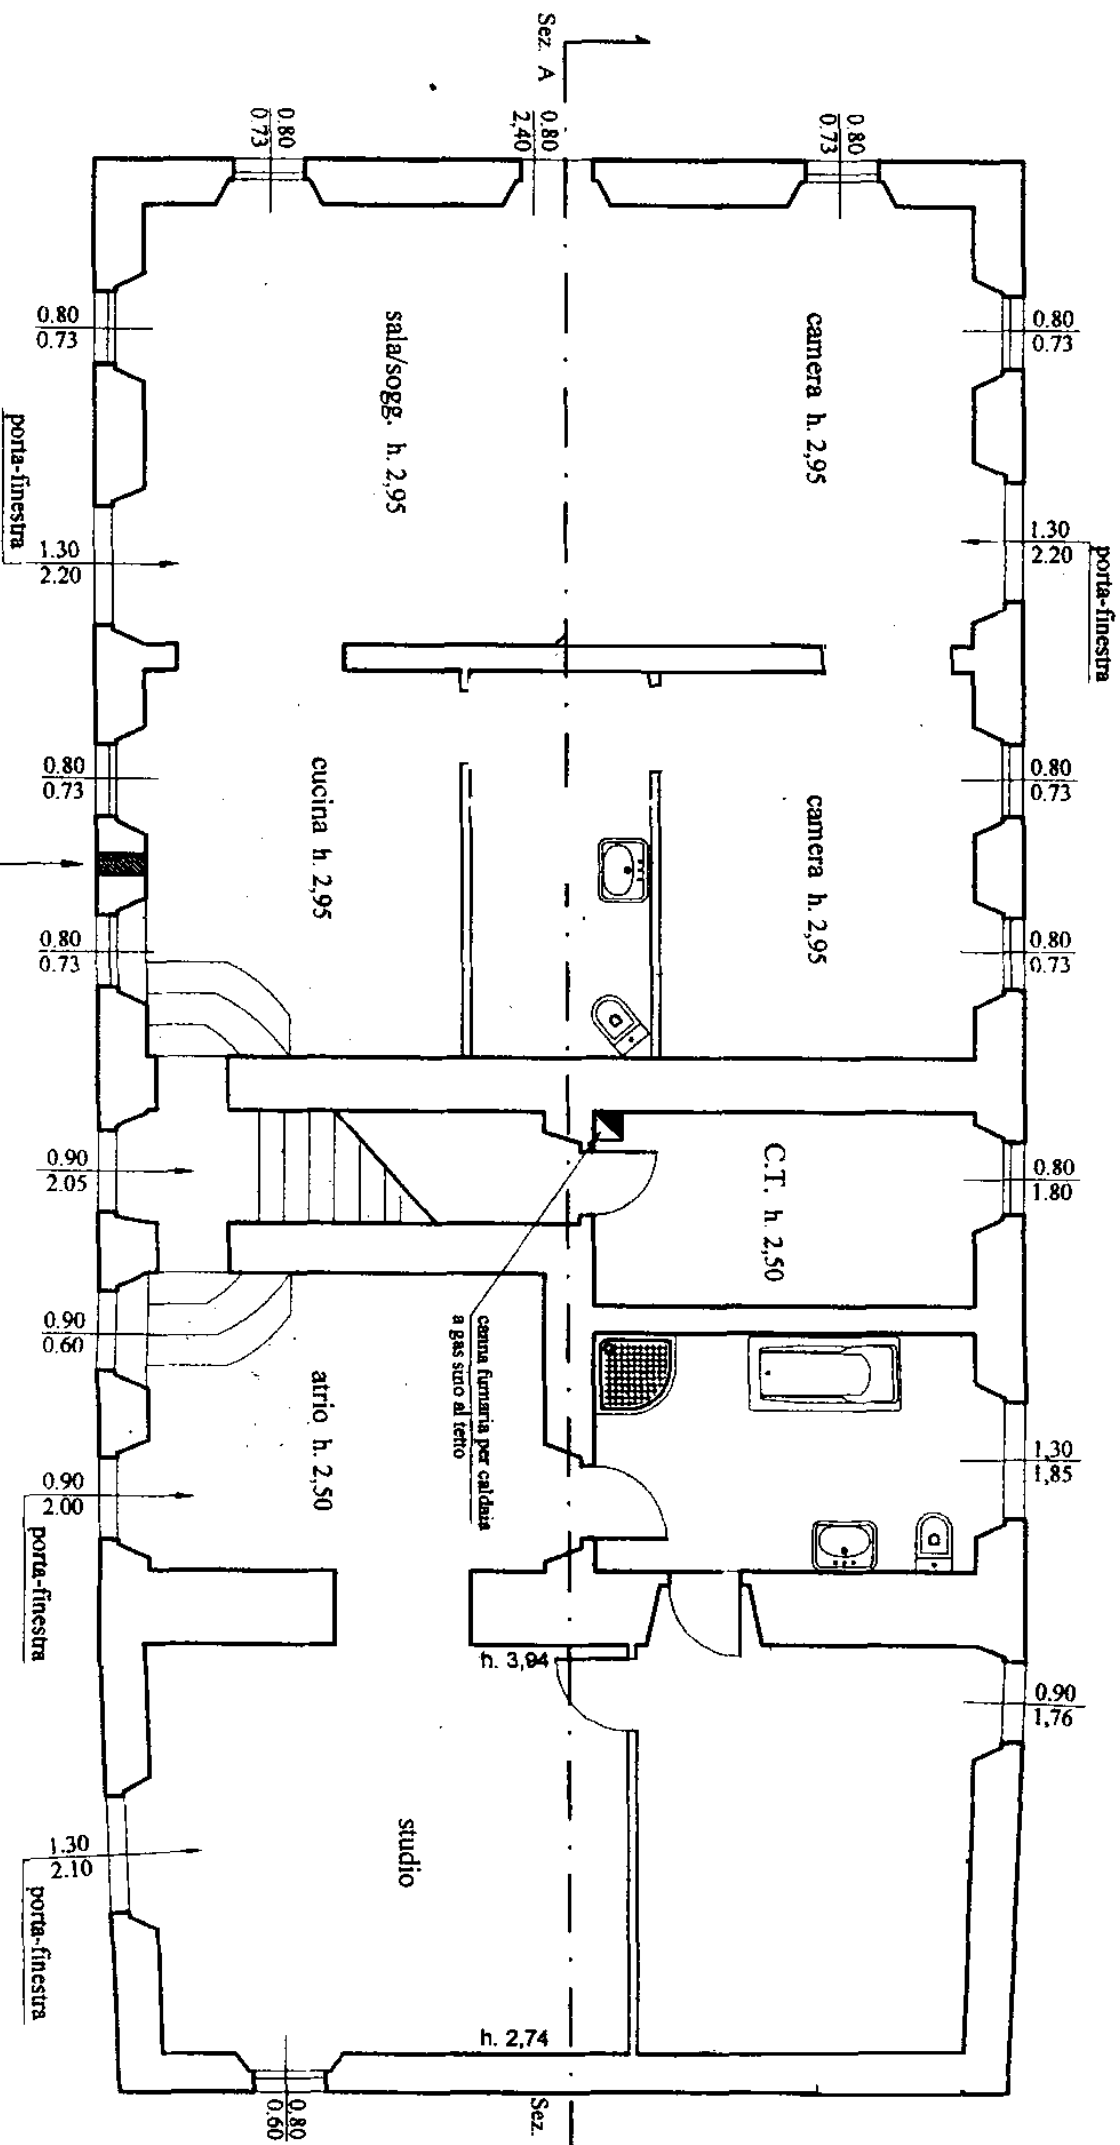 Sez. A
0.80
0.73
0.80
2,40
0.80
0.73
0.80
0.73
sala/sogg. h. 2,95
camera h. 2,95
0.80
0.73
porta-finestra
1.30
2.20
1.30
2.20
porta-finestra
0.80
0.73
cucina h. 2,95
camera h. 2,95
0.80
0.73
0.80
0.73
0.80
0.73
0.90
2.05
C.T. h. 2,50
0.80
1.80
0.90
0.60
atrio h. 2,50
canna fumaria per caldaia
a gas sino al tetto
1,30
1,85
0.90
2.00
porta-finestra
h. 3,94
0.90
1,76
1.30
2.10
porta-finestra
studio
h. 2,74
0.80
0.60
Sez.